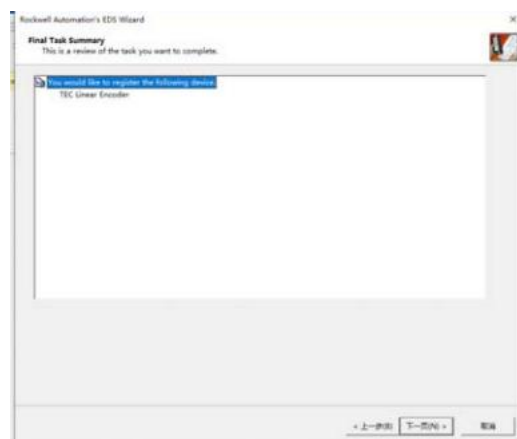 Rockwell Automation's EDS Wizard
Final Task Summary
This is a review of the task you want to complete.
You would like to register the following device.
TEC Linear Encoder
< 上一步(B)
下一页(N) >
取消